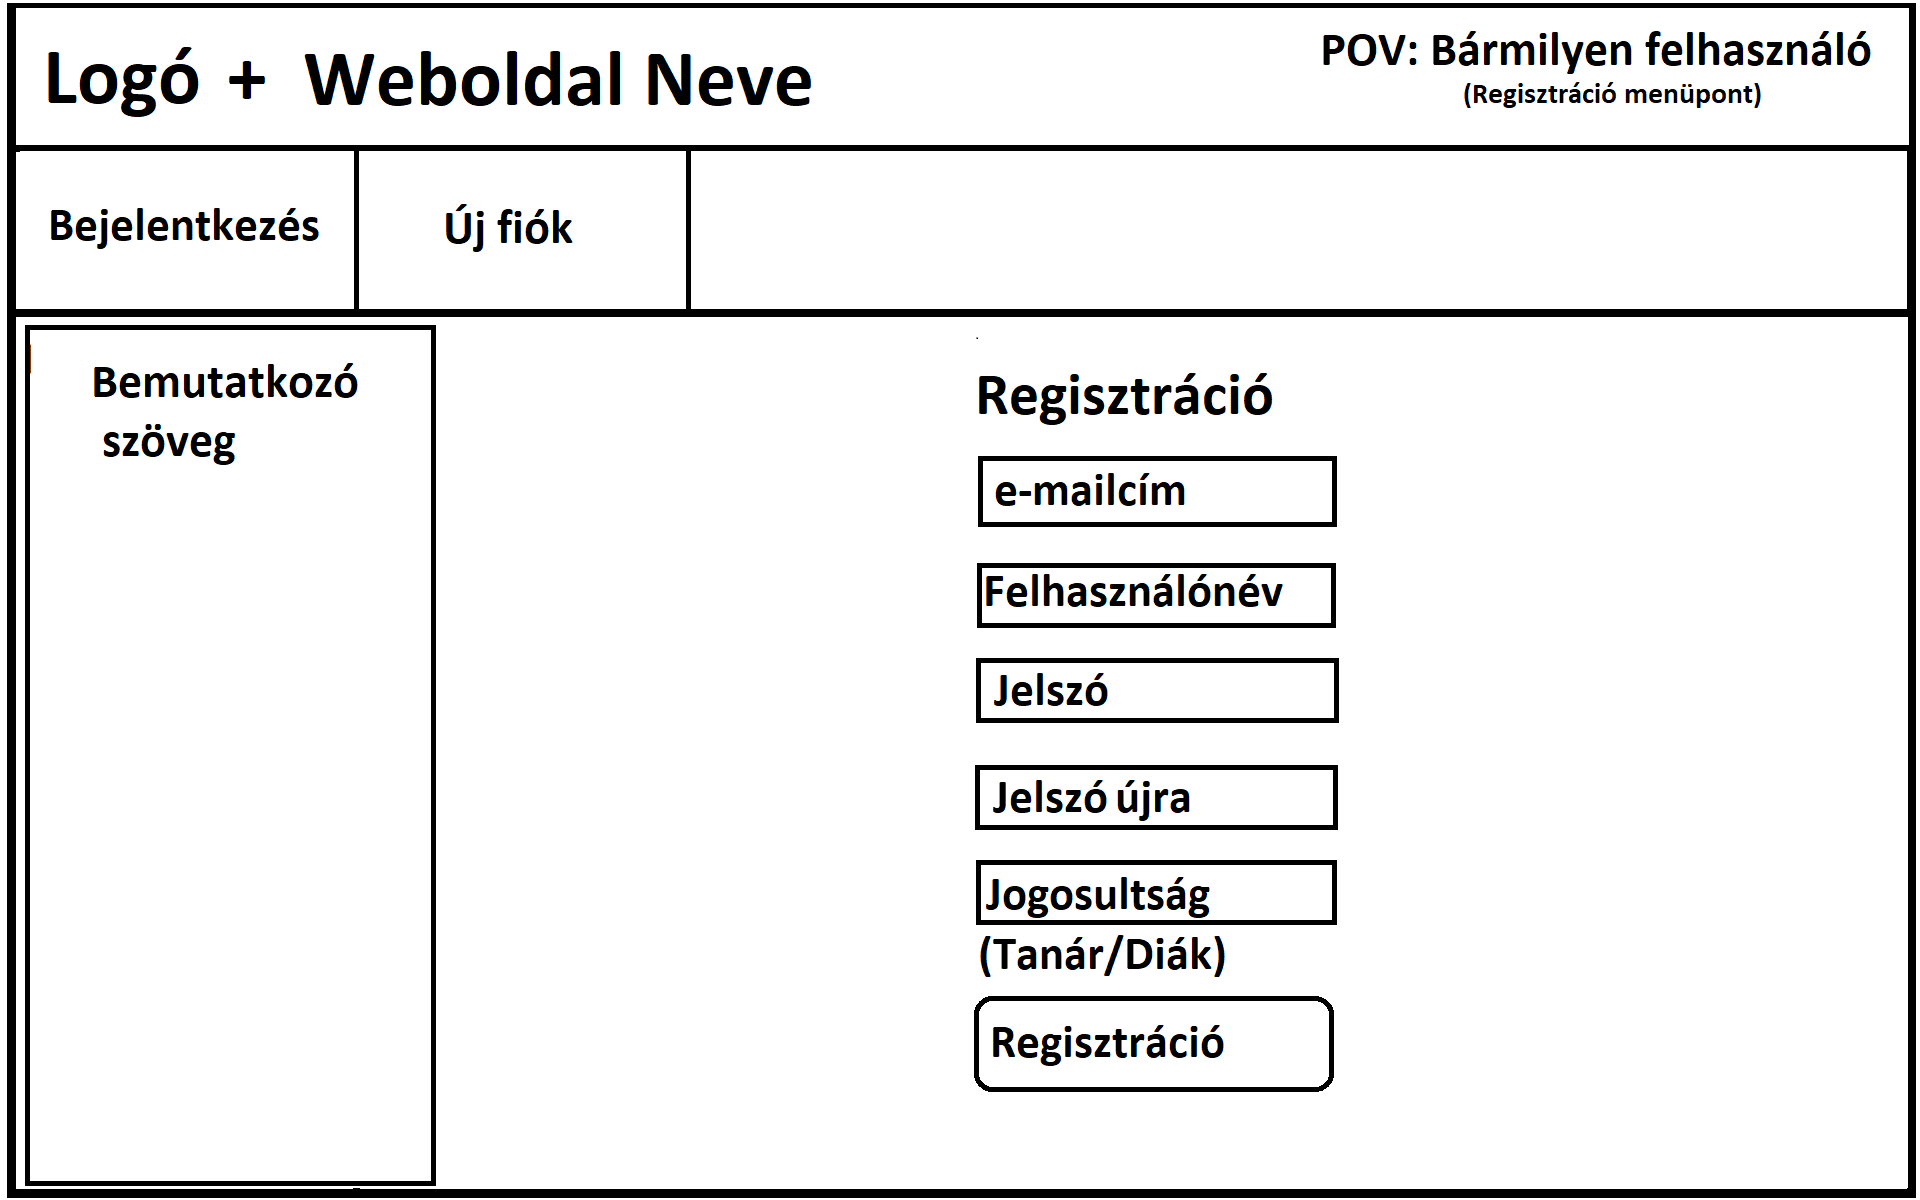 Logó + Weboldal Neve
POV: Bármilyen felhasználó
(Regisztráció menüpont)
Bejelentkezés
Új fiók
Bemutatkozó
szöveg
Regisztráció
e-mailcím
Felhasználónév
Jelszó
Jelszó újra
Jogosultság
(Tanár/Diák)
Regisztráció